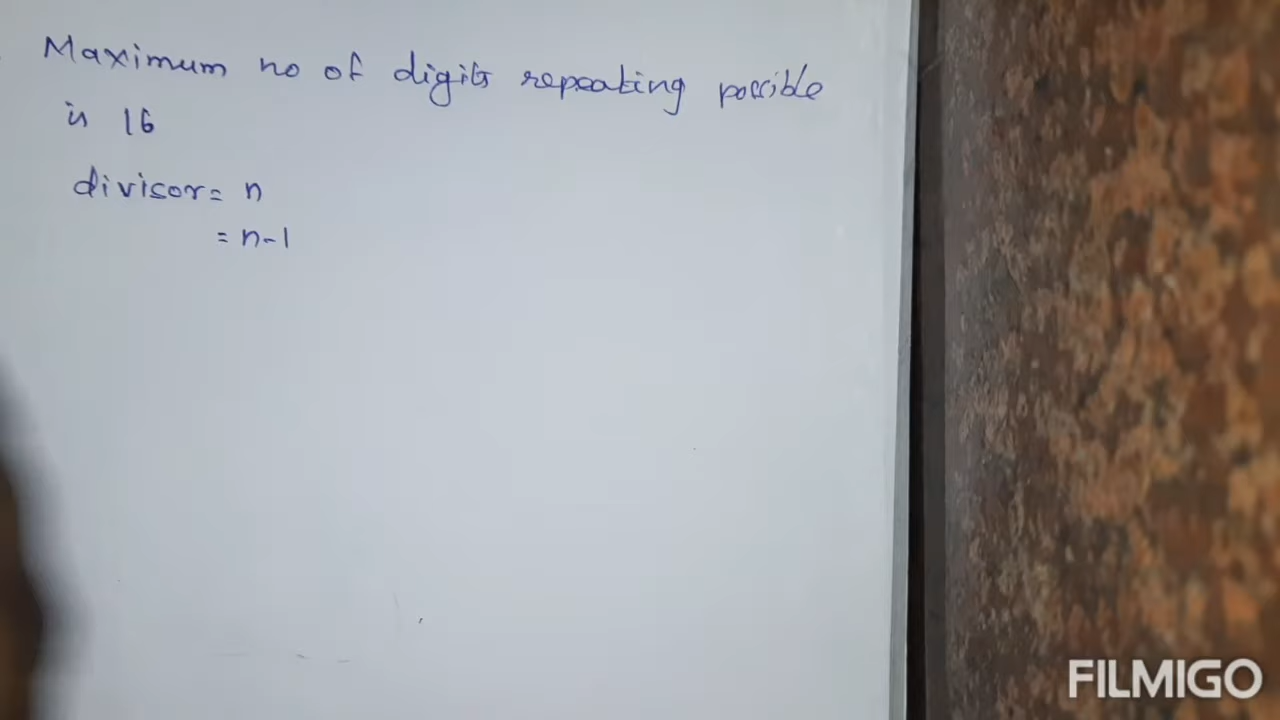 Maximum no of digits repeating possible
is 16
divisor = n
= n-1
FILMIGO